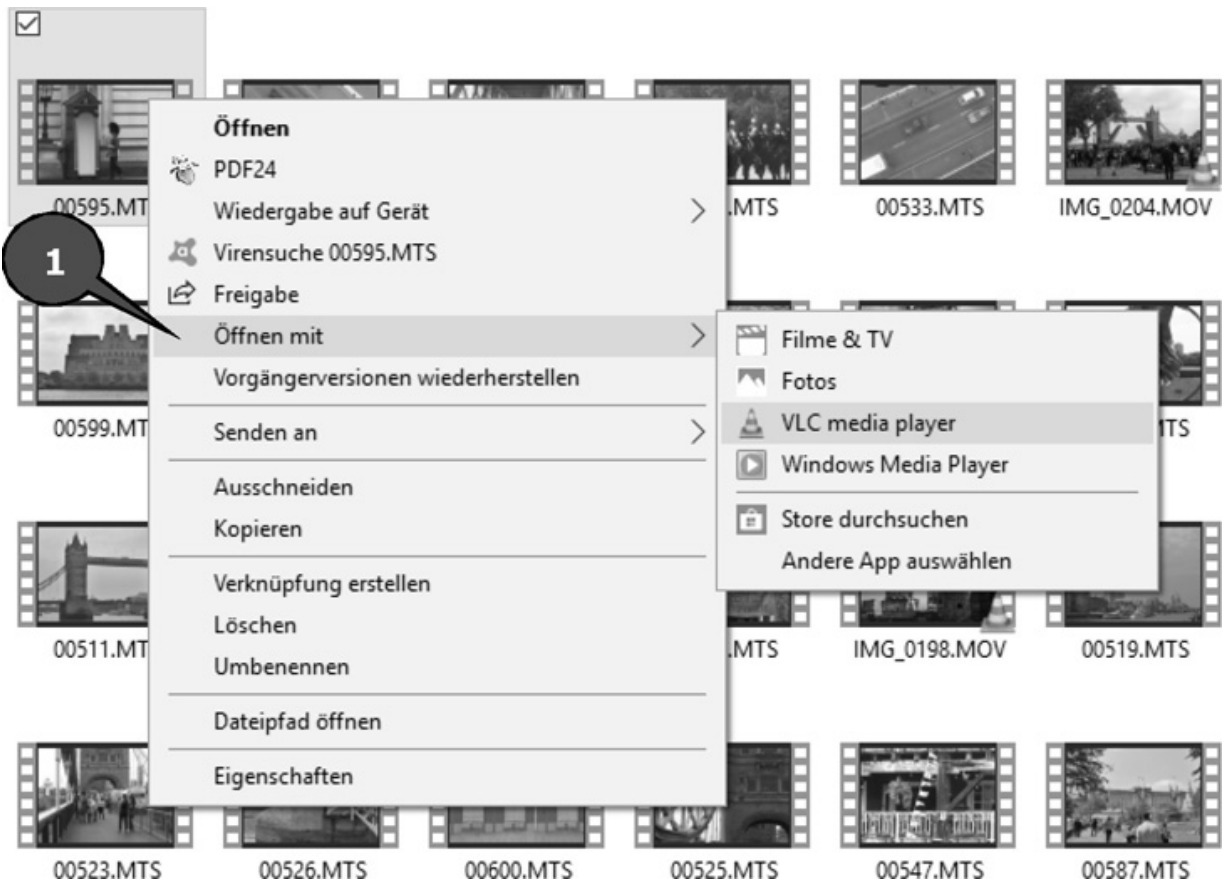 00595.MT
.MTS
00533.MTS
IMG_0204.MOV
Öffnen
PDF24
Wiedergabe auf Gerät
Virensuche 00595.MTS
Freigabe
Öffnen mit
Vorgängerversionen wiederherstellen
Senden an
Ausschneiden
Kopieren
Verknüpfung erstellen
Löschen
Umbenennen
Dateipfad öffnen
Eigenschaften
1
Filme & TV
Fotos
VLC media player
Windows Media Player
Store durchsuchen
Andere App auswählen
00599.MT
TS
00511.MT
.MTS
IMG_0198.MOV
00519.MTS
00523.MTS
00526.MTS
00600.MTS
00525.MTS
00547.MTS
00587.MTS